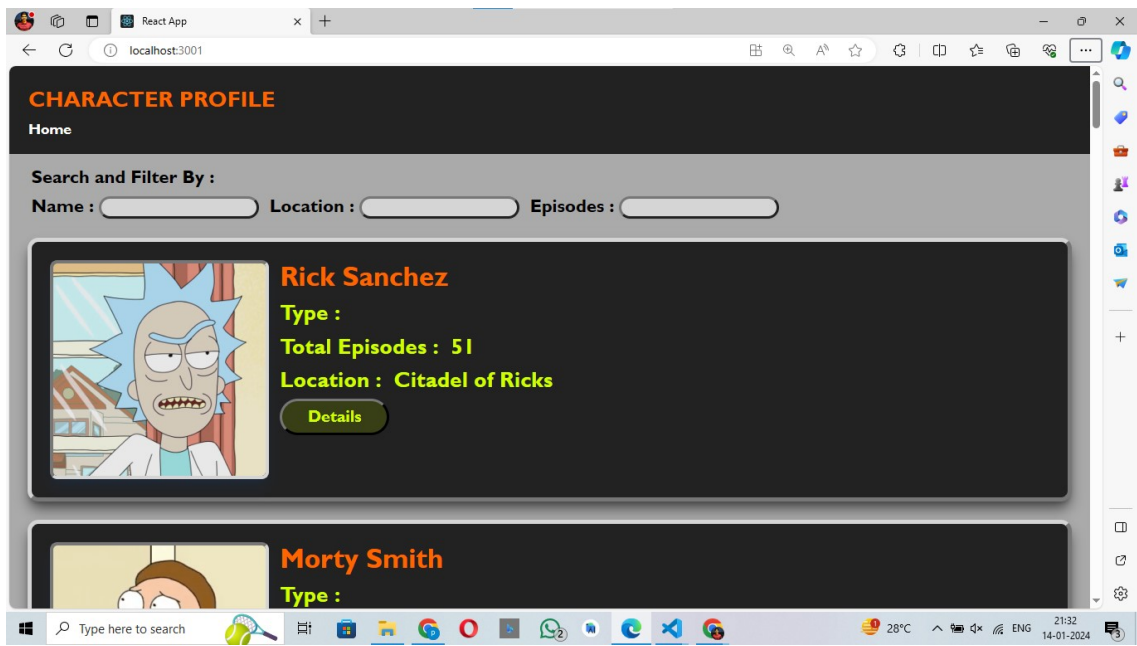 React App
localhost:3001
CHARACTER PROFILE
Home
Search and Filter By :
Name : Location : Episodes :
Rick Sanchez
Type :
Total Episodes : 51
Location : Citadel of Ricks
Details
Morty Smith
Type :
Type here to search
28°C ENG 21:32
14-01-2024